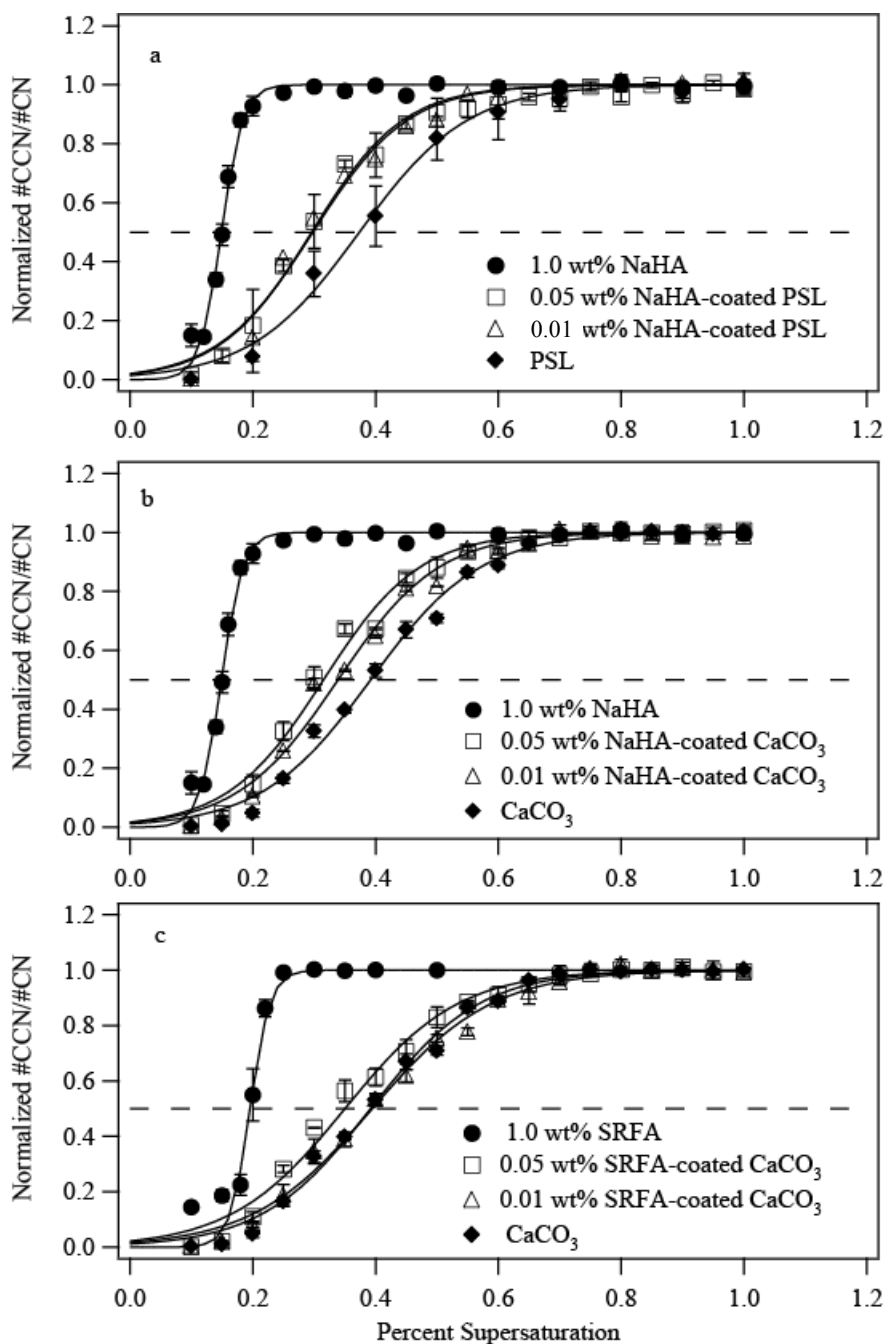 1.2
1.0
0.8
0.6
0.4
0.2
0.0
Normalized #CCN/#CN
a
1.0 wt% NaHA
0.05 wt% NaHA-coated PSL
0.01 wt% NaHA-coated PSL
PSL
0.0 0.2 0.4 0.6 0.8 1.0 1.2
1.2
1.0
0.8
0.6
0.4
0.2
0.0
Normalized #CCN/#CN
b
1.0 wt% NaHA
0.05 wt% NaHA-coated CaCO₃
0.01 wt% NaHA-coated CaCO₃
CaCO₃
0.0 0.2 0.4 0.6 0.8 1.0 1.2
1.2
1.0
0.8
0.6
0.4
0.2
0.0
Normalized #CCN/#CN
c
1.0 wt% SRFA
0.05 wt% SRFA-coated CaCO₃
0.01 wt% SRFA-coated CaCO₃
CaCO₃
0.0 0.2 0.4 0.6 0.8 1.0 1.2
Percent Supersaturation